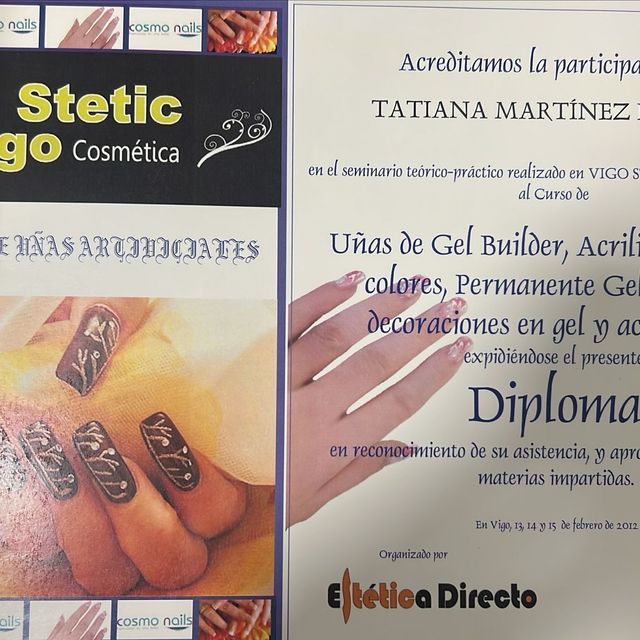 nails
cosmo nails
Stetic
go Cosmética
E UÑAS ARTIVICIALES
cosmo nails
Acreditamos la participa
TATIANA MARTÍNEZ
en el seminario teórico-práctico realizado en VIGO S
al Curso de
Uñas de Gel Builder, Acrili
colores, Permanente Gel
decoraciones en gel y ac
expidiéndose el presente
Diploma
en reconocimiento de su asistencia, y apro
materias impartidas.
En Vigo, 13, 14 y 15 de febrero de 2012
Organizado por
Estética Directo